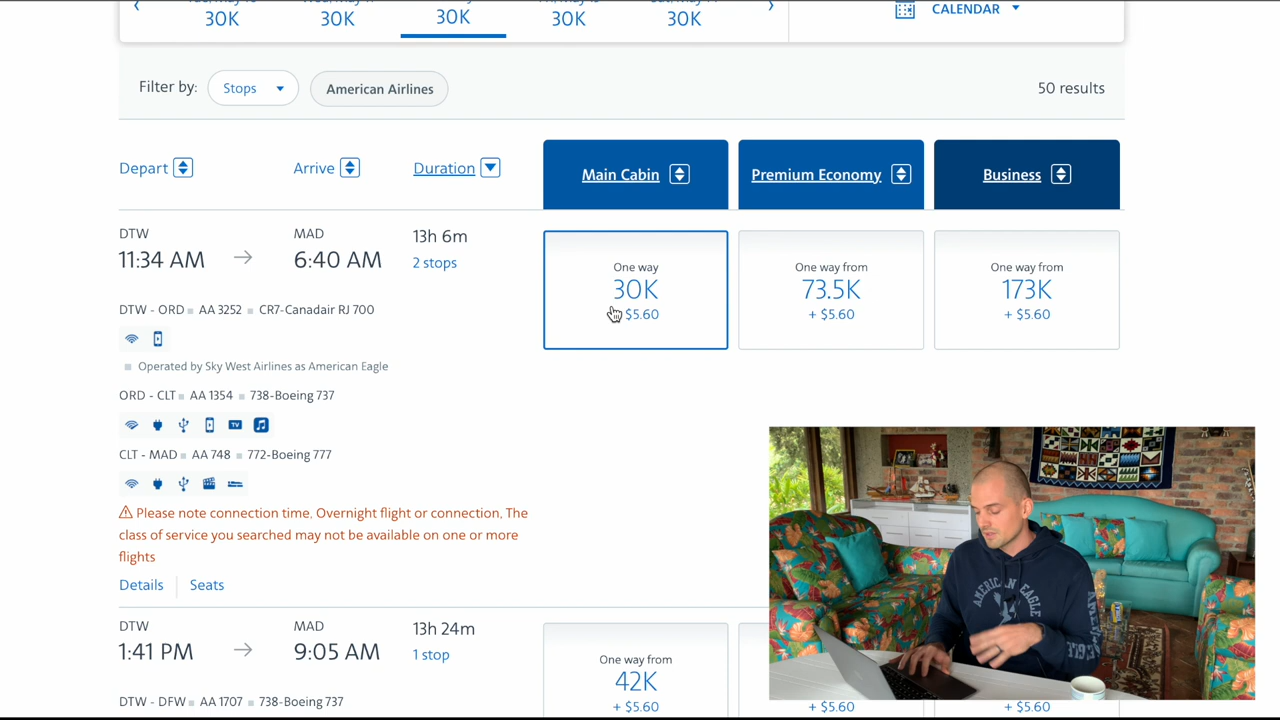 30K
30K
30K
30K
30K
CALENDAR
Filter by:
Stops
American Airlines
50 results
Depart
Arrive
Duration
Main Cabin
Premium Economy
Business
DTW
MAD
13h 6m
11:34 AM
6:40 AM
2 stops
One way
30K
$5.60
One way from
73.5K
+ $5.60
One way from
173K
+ $5.60
DTW - ORD AA 3252 CR7-Canadair RJ 700
Operated by Sky West Airlines as American Eagle
ORD - CLT AA 1354 738-Boeing 737
TV
CLT - MAD AA 748 772-Boeing 777
Please note connection time. Overnight flight or connection. The
class of service you searched may not be available on one or more
flights
Details
Seats
DTW
MAD
13h 24m
1:41 PM
9:05 AM
1 stop
One way from
42K
+ $5.60
+ $5.60
+ $5.60
DTW - DFW AA 1707 738-Boeing 737
AMERICAN EAGLE